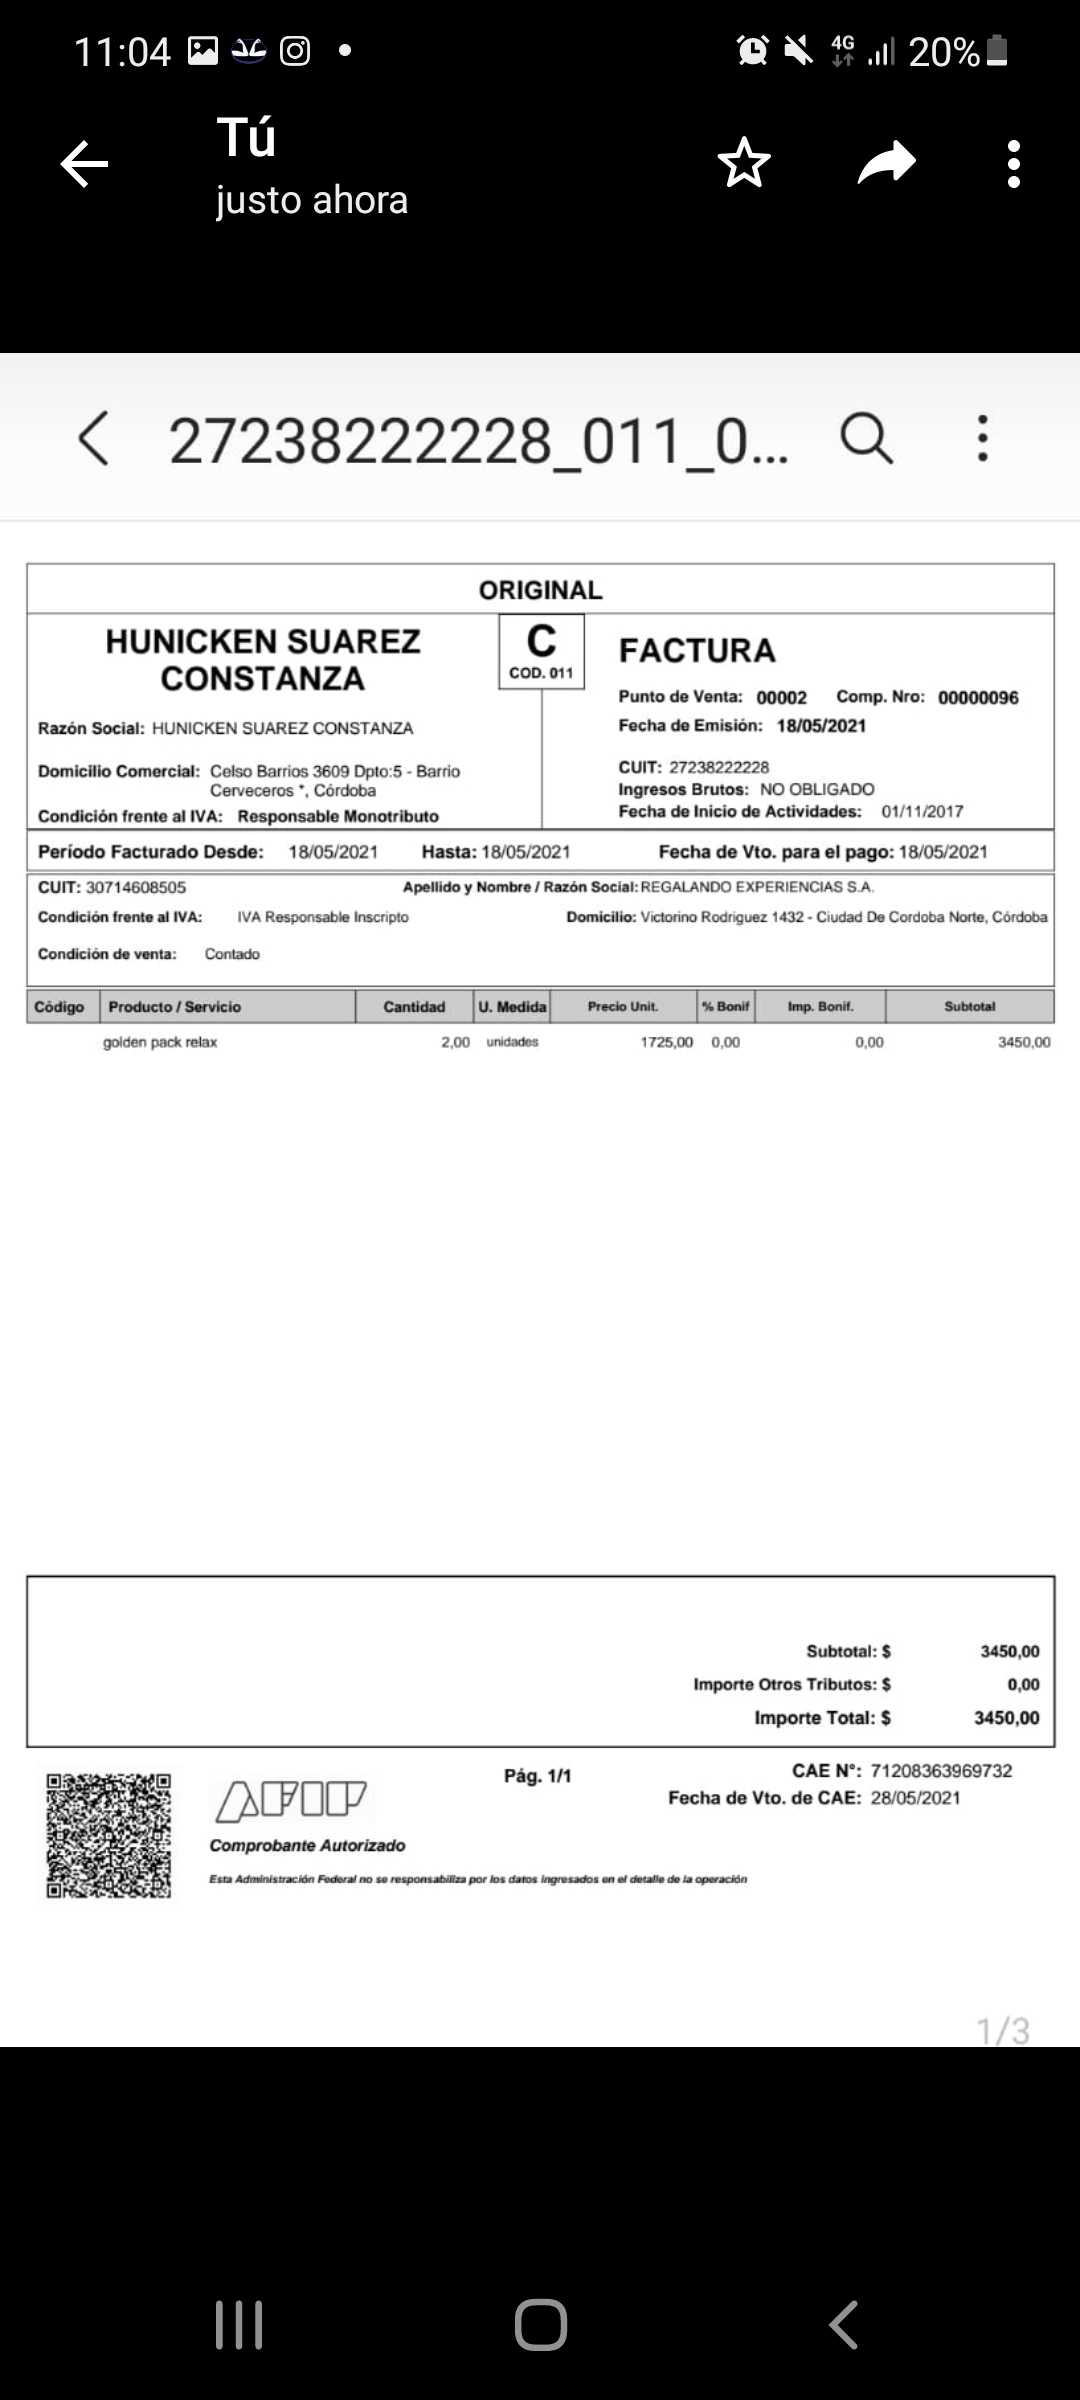 11:04 4G 20%
Tú
justo ahora
27238222228_011_0...
ORIGINAL
HUNICKEN SUAREZ
CONSTANZA
C
COD. 011
FACTURA
Punto de Venta: 00002 Comp. Nro: 00000096
Fecha de Emisión: 18/05/2021
Razón Social: HUNICKEN SUAREZ CONSTANZA
Domicilio Comercial: Celso Barrios 3609 Dpto:5 - Barrio
Cerveceros *, Córdoba
Condición frente al IVA: Responsable Monotributo
CUIT: 27238222228
Ingresos Brutos: NO OBLIGADO
Fecha de Inicio de Actividades: 01/11/2017
Período Facturado Desde: 18/05/2021 Hasta: 18/05/2021 Fecha de Vto. para el pago: 18/05/2021
CUIT: 30714608505 Apellido y Nombre / Razón Social: REGALANDO EXPERIENCIAS S.A.
Condición frente al IVA: IVA Responsable Inscripto Domicilio: Victorino Rodriguez 1432 - Ciudad De Cordoba Norte, Córdoba
Condición de venta: Contado
Código Producto / Servicio Cantidad U. Medida Precio Unit. % Bonif Imp. Bonif. Subtotal
golden pack relax 2,00 unidades 1725,00 0,00 0,00 3450,00
Subtotal: $ 3450,00
Importe Otros Tributos: $ 0,00
Importe Total: $ 3450,00
AFIP
Comprobante Autorizado
Esta Administración Federal no se responsabiliza por los datos ingresados en el detalle de la operación
Pág. 1/1
CAE N°: 71208363969732
Fecha de Vto. de CAE: 28/05/2021
1/3